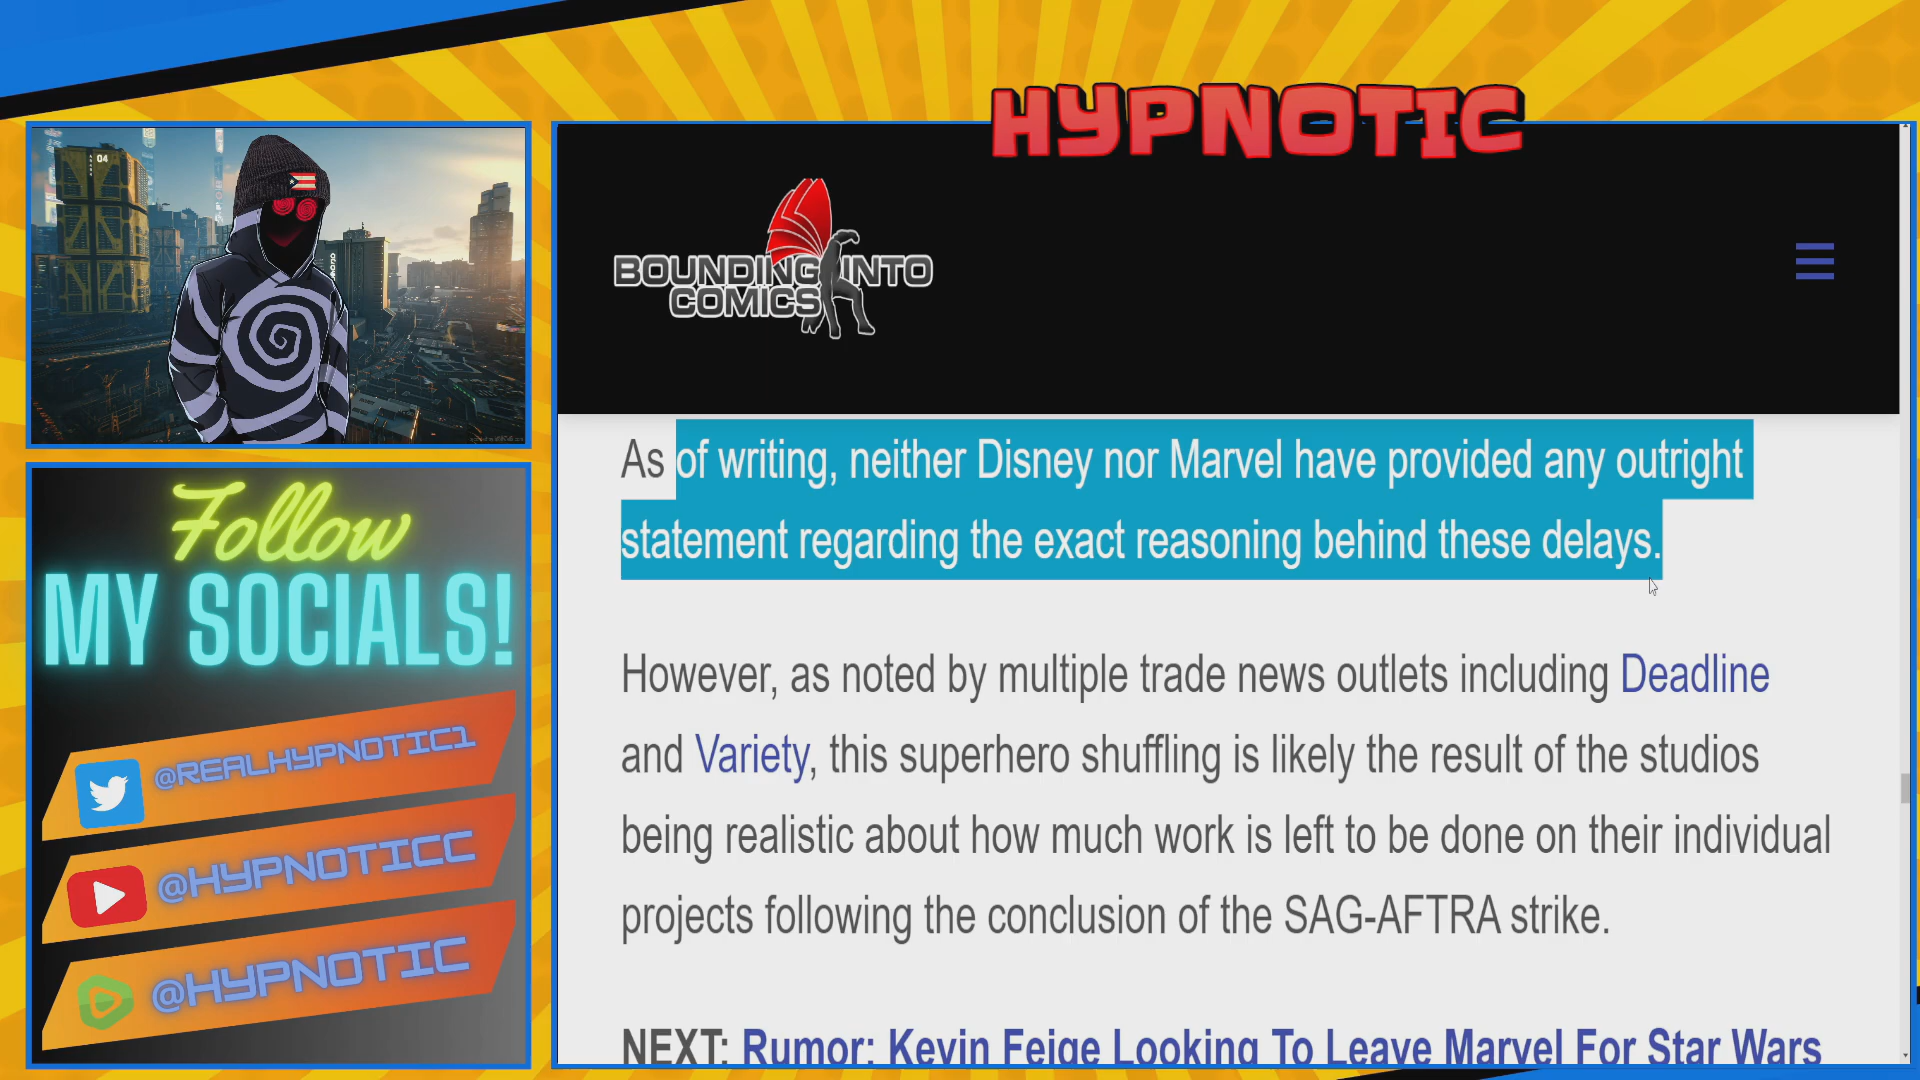 HYPNOTIC
04
BOUNDING INTO
COMICS
As of writing, neither Disney nor Marvel have provided any outright
statement regarding the exact reasoning behind these delays.
However, as noted by multiple trade news outlets including Deadline
and Variety, this superhero shuffling is likely the result of the studios
being realistic about how much work is left to be done on their individual
projects following the conclusion of the SAG-AFTRA strike.
NEXT: Rumor: Kevin Feige Looking To Leave Marvel For Star Wars
Follow
MY SOCIALS!
@REALHYPNOTIC1
@HYPNOTICC
@HYPNOTIC